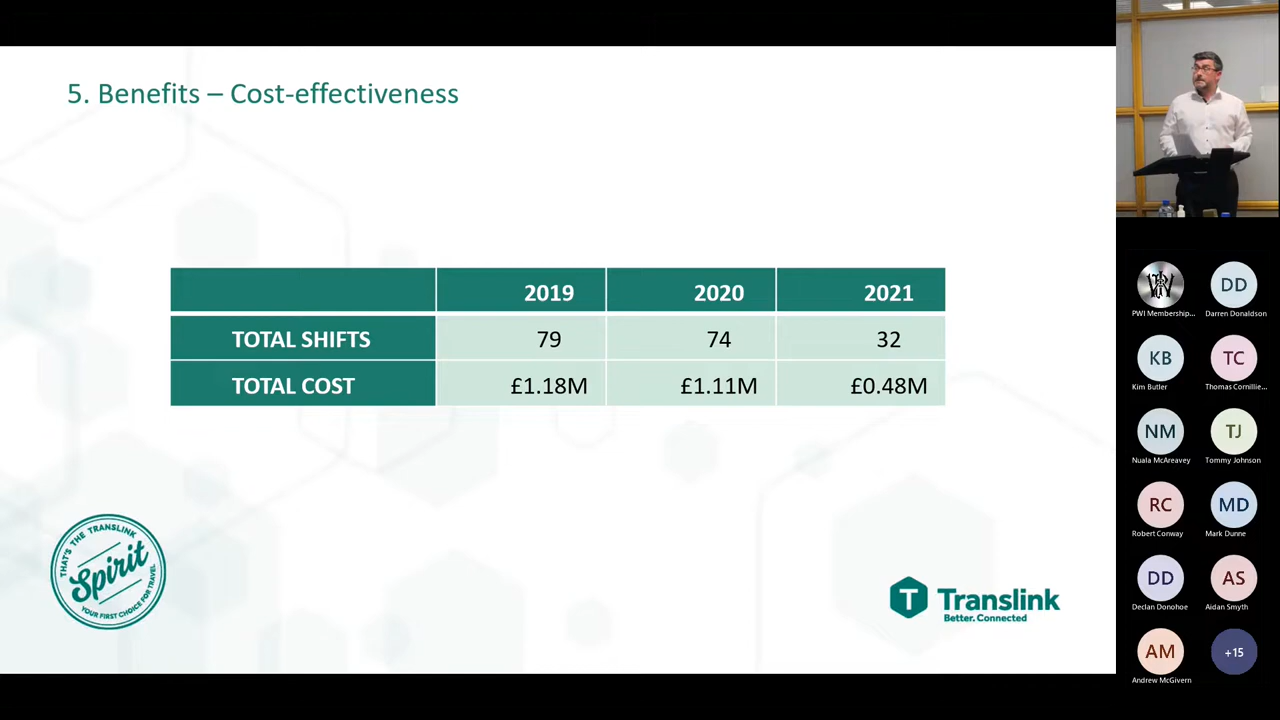 5. Benefits – Cost-effectiveness
2019 2020 2021
TOTAL SHIFTS 79 74 32
TOTAL COST £1.18M £1.11M £0.48M
THAT'S THE TRANSLINK
Spirit
YOUR FIRST CHOICE FOR TRAVEL
T Translink
Better. Connected
PWI Membership... DD
Darren Donaldson
KB TC
Kim Butler Thomas Cornillie...
NM TJ
Nuala McAreavey Tommy Johnson
RC MD
Robert Conway Mark Dunne
DD AS
Declan Donohoe Aidan Smyth
AM +15
Andrew McGivern